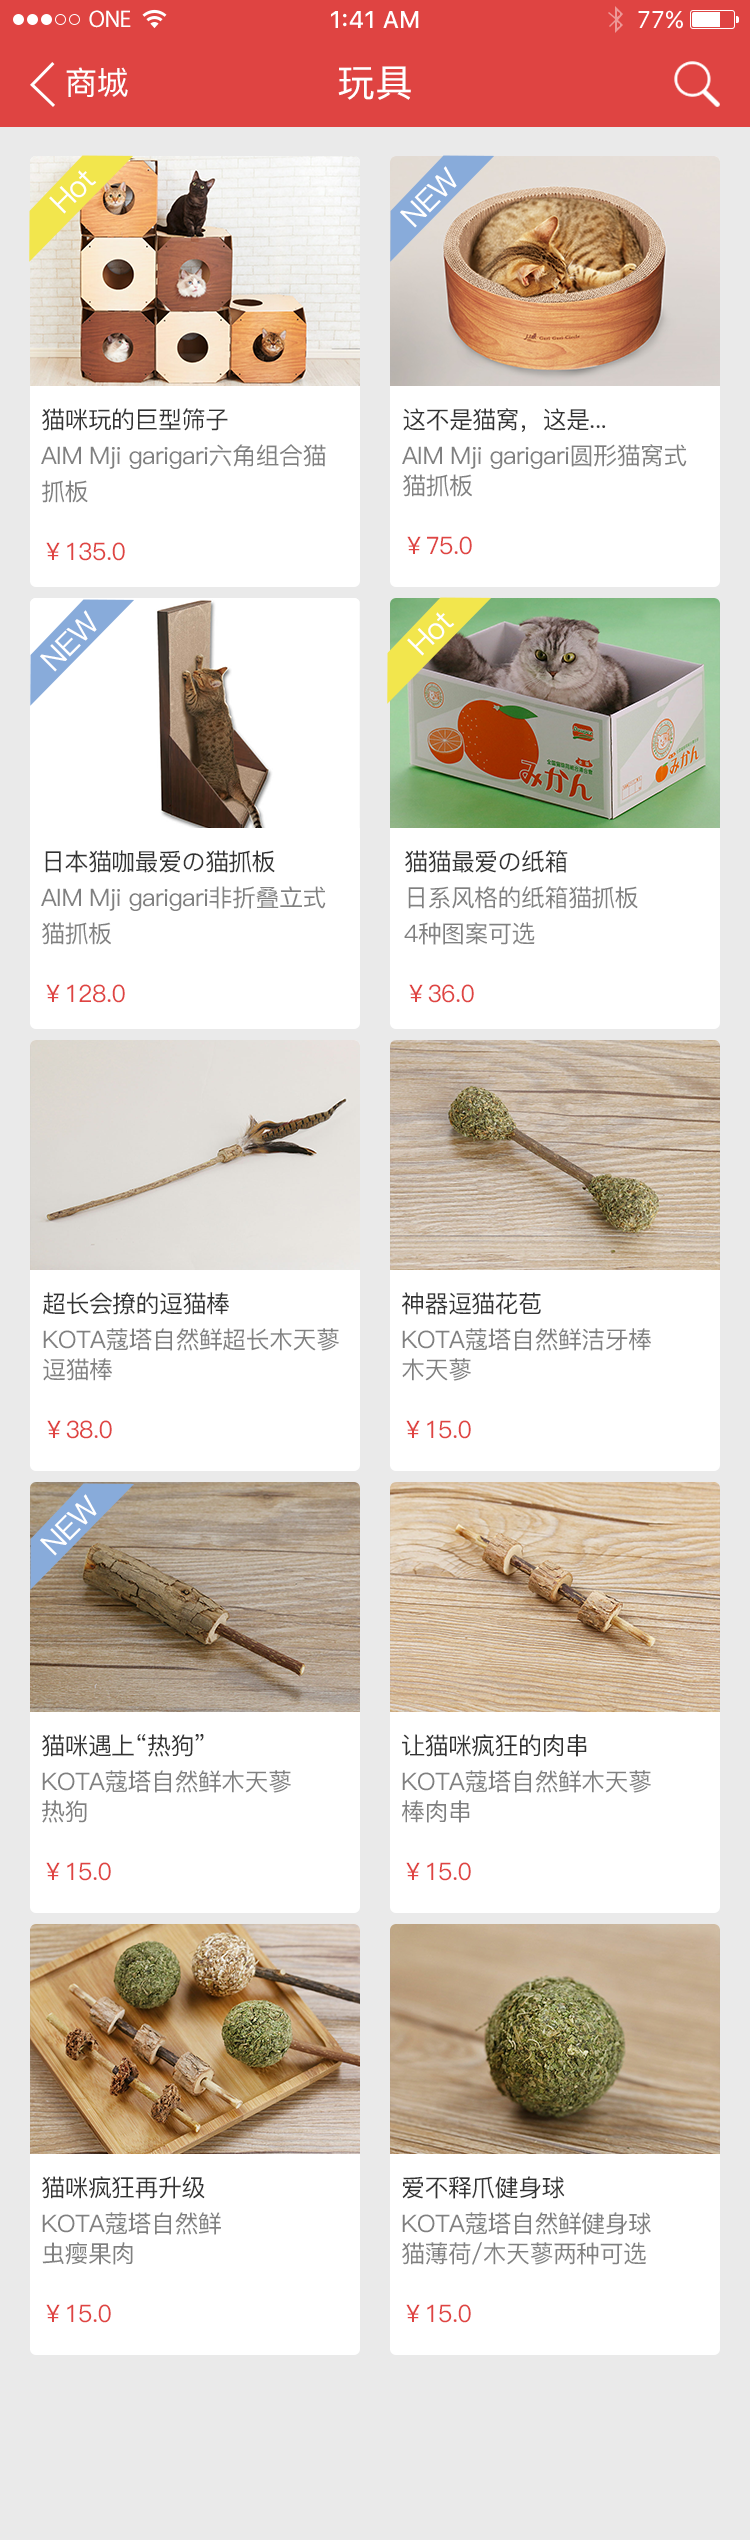 ONE
1:41 AM
77%
商城
玩具
Hot
猫咪玩的巨型筛子
AIM Mji garigari六角组合猫
抓板
￥135.0
NEW
这不是猫窝，这是...
AIM Mji garigari圆形猫窝式
猫抓板
￥75.0
NEW
日本猫咖最爱の猫抓板
AIM Mji garigari非折叠立式
猫抓板
￥128.0
Hot
みかん
みかん
猫猫最爱の纸箱
日系风格的纸箱猫抓板
4种图案可选
￥36.0
超长会撩的逗猫棒
KOTA蔻塔自然鲜超长木天蓼
逗猫棒
￥38.0
神器逗猫花苞
KOTA蔻塔自然鲜洁牙棒
木天蓼
￥15.0
NEW
猫咪遇上“热狗”
KOTA蔻塔自然鲜木天蓼
热狗
￥15.0
让猫咪疯狂的肉串
KOTA蔻塔自然鲜木天蓼
棒肉串
￥15.0
猫咪疯狂再升级
KOTA蔻塔自然鲜
虫瘿果肉
￥15.0
爱不释爪健身球
KOTA蔻塔自然鲜健身球
猫薄荷/木天蓼两种可选
￥15.0